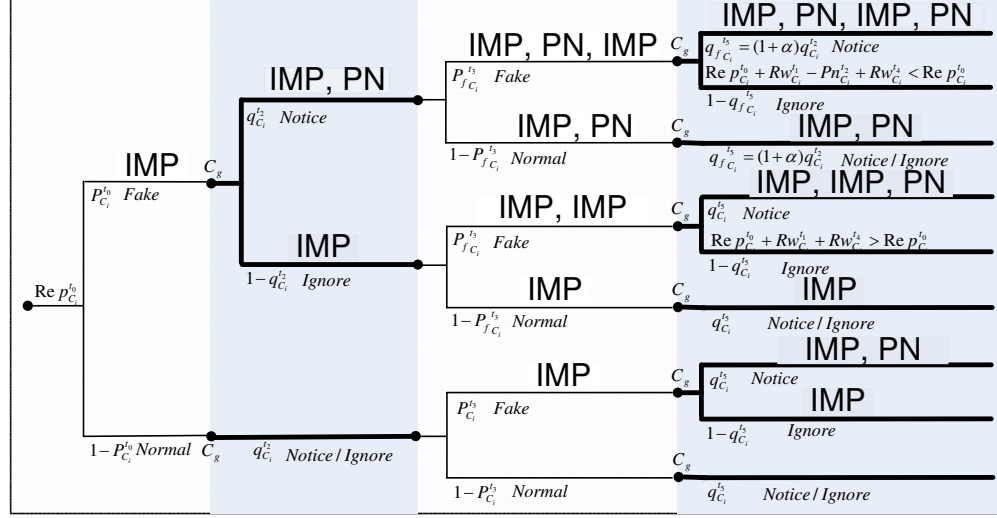 IMP, PN, IMP, PN
IMP, PN, IMP
C_g
q_{f C_i}^{t_5} = (1+α)q_{C_i}^{t_2} Notice
P_{f C_i}^{t_3} Fake
Re p_{C_i}^{t_0} + Rw_{C_i}^{t_1} − Pn_{C_i}^{t_2} + Rw_{C_i}^{t_4} < Re p_{C_i}^{t_0}
IMP, PN
1 − q_{f C_i}^{t_5} Ignore
q_{C_i}^{t_2} Notice
IMP, PN
C_g
IMP, PN
1 − P_{f C_i}^{t_3} Normal
q_{f C_i}^{t_5} = (1+α)q_{C_i}^{t_2} Notice / Ignore
IMP
C_g
IMP, IMP, PN
P_{C_i}^{t_0} Fake
IMP, IMP
C_g
q_{C_i}^{t_5} Notice
P_{f C_i}^{t_3} Fake
Re p_{C_i}^{t_0} + Rw_{C_i}^{t_1} + Rw_{C_i}^{t_4} > Re p_{C_i}^{t_0}
IMP
1 − q_{C_i}^{t_5} Ignore
1 − q_{C_i}^{t_2} Ignore
IMP
C_g
IMP
Re p_{C_i}^{t_0}
1 − P_{f C_i}^{t_3} Normal
q_{C_i}^{t_5} Notice / Ignore
IMP, PN
IMP
C_g
q_{C_i}^{t_5} Notice
P_{C_i}^{t_3} Fake
IMP
1 − q_{C_i}^{t_5} Ignore
1 − P_{C_i}^{t_0} Normal
C_g
q_{C_i}^{t_2} Notice / Ignore
C_g
1 − P_{C_i}^{t_3} Normal
q_{C_i}^{t_5} Notice / Ignore